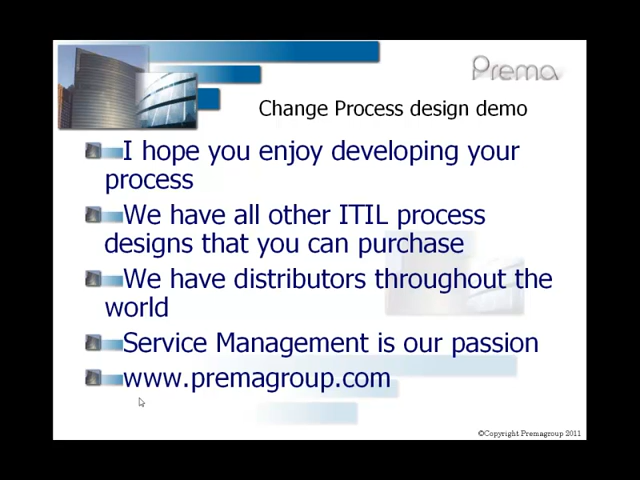 Prema
Change Process design demo
I hope you enjoy developing your
process
We have all other ITIL process
designs that you can purchase
We have distributors throughout the
world
Service Management is our passion
www.premagroup.com
©Copyright Premagroup 2011